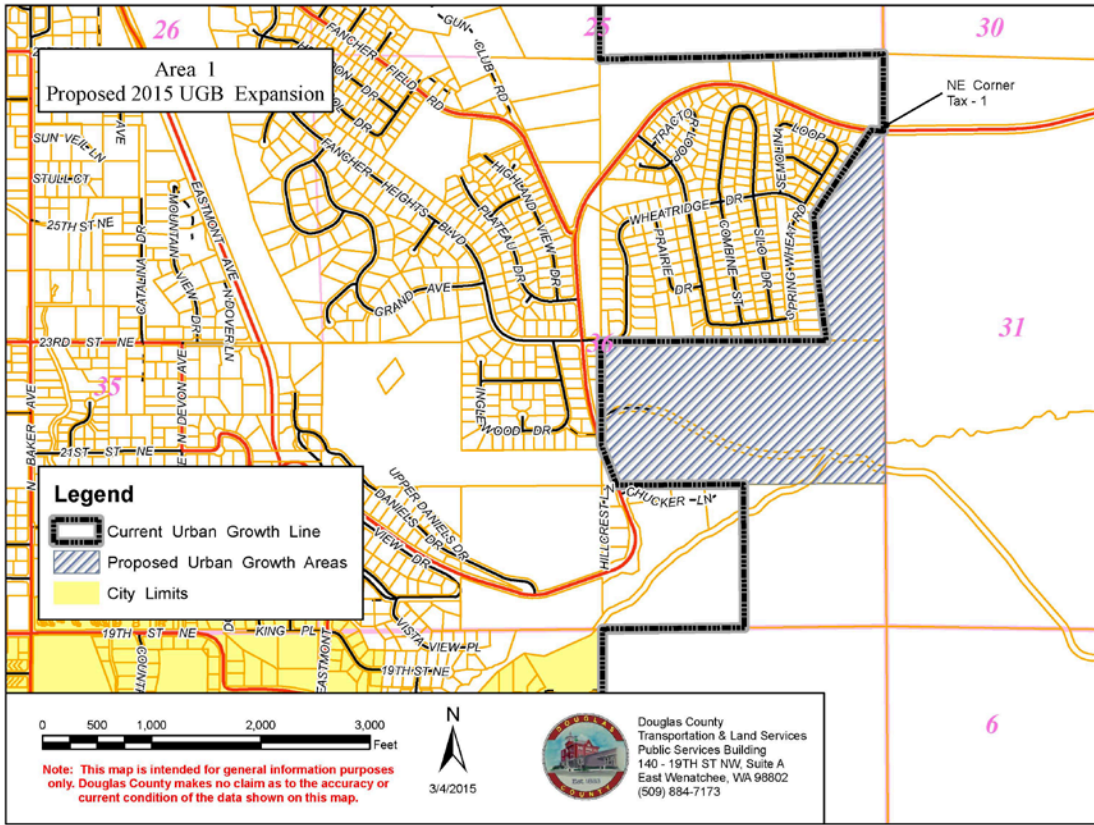 26
25
30
Area 1
Proposed 2015 UGB Expansion
FANCHER FIELD RD
GUN CLUB RD
NE Corner
Tax - 1
AVE
SUN VEIL LN
STULL CT
25TH ST NE
EASTMONT AVE
MOUNTAIN VIEW DR
CATALINA DR
N DOVER LN
FANCHER HEIGHTS BLVD
HIGHLAND VIEW DR
PLATEAU DR
GRAND AVE
TRACTOR LOOP
LOOP
WHEATRIDGE DR
PRAIRIE DR
COMBINE ST
SILO DR
SPRING WHEAT RD
23RD ST NE
36
31
35
N BAKER AVE
N DEVON AVE
INGLEWOOD DR
21ST ST NE
HILLCREST LN
CHUCKER LN
UPPER DANIELS DR
DANIELS DR
VIEW DR
Legend
Current Urban Growth Line
Proposed Urban Growth Areas
City Limits
19TH ST NE
KING PL
VISTA VIEW PL
19TH ST NE
EASTMONT
COUNT
6
0 500 1,000 2,000 3,000
Feet
Note: This map is intended for general information purposes
only. Douglas County makes no claim as to the accuracy or
current condition of the data shown on this map.
N
3/4/2015
DOUGLAS
COUNTY
Douglas County
Transportation & Land Services
Public Services Building
140 - 19TH ST NW, Suite A
East Wenatchee, WA 98802
(509) 884-7173